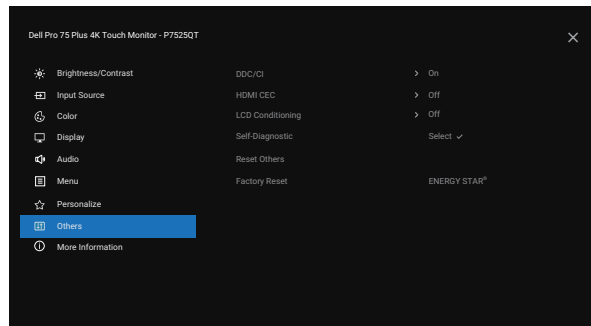 Dell Pro 75 Plus 4K Touch Monitor - P7525QT
Brightness/Contrast DDC/CI On
Input Source HDMI CEC Off
Color LCD Conditioning Off
Display Self-Diagnostic Select
Audio Reset Others
Menu Factory Reset ENERGY STAR®
Personalize
Others
More Information